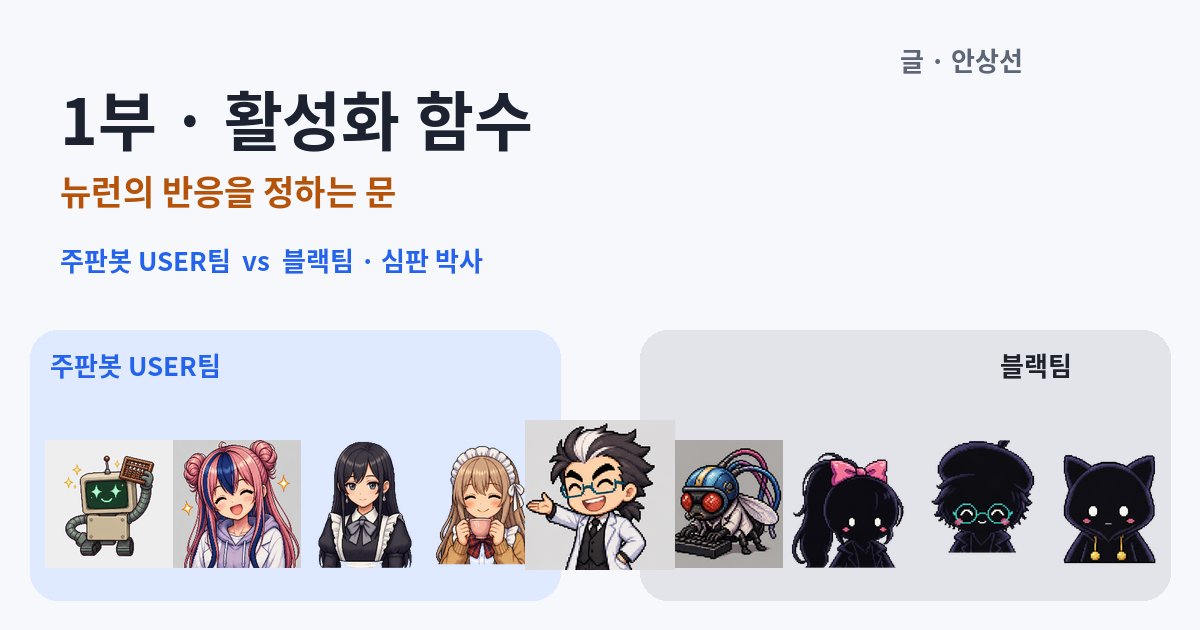 글 · 안상선
1부 · 활성화 함수
뉴런의 반응을 정하는 문
주판봇 USER팀 vs 블랙팀 · 심판 박사
주판봇 USER팀
블랙팀